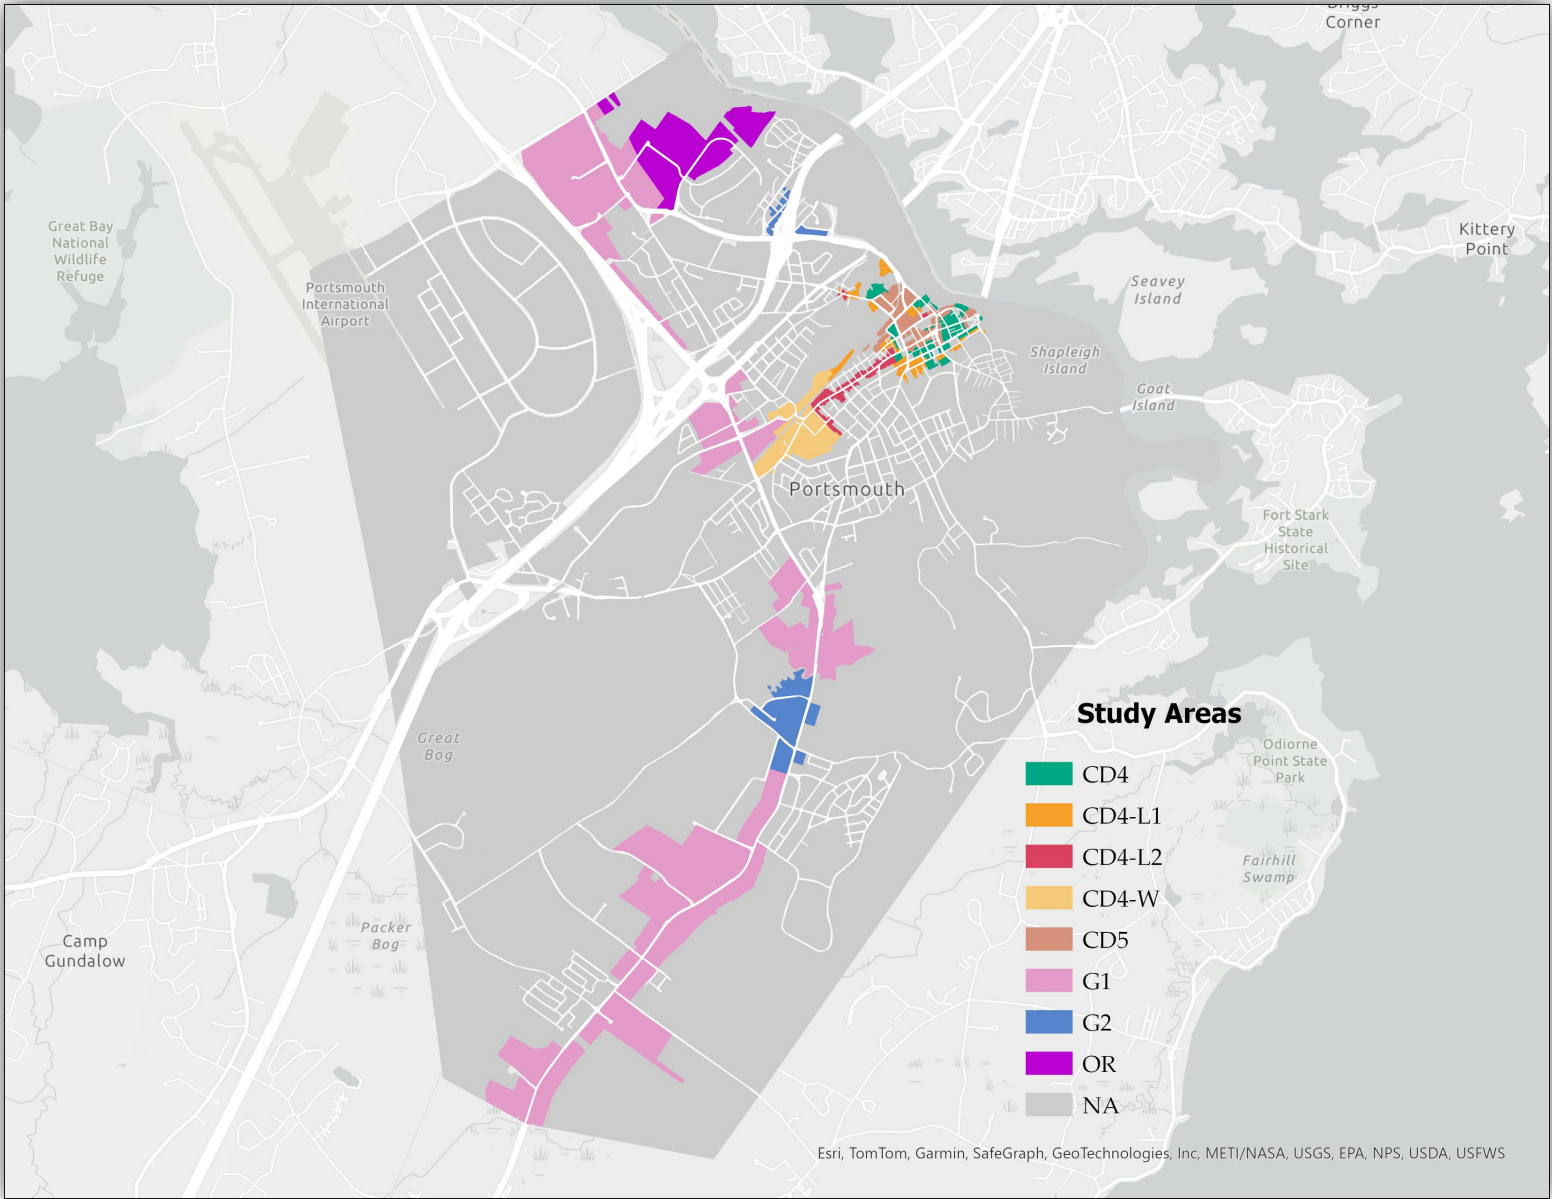 Briggs
Corner
Kittery
Point
Great Bay
National
Wildlife
Refuge
Portsmouth
International
Airport
Seavey
Island
Shapleigh
Island
Goat
Island
Portsmouth
Fort Stark
State
Historical
Site
Great
Bog
Odiorne
Point State
Park
Fairhill
Swamp
Packer
Bog
Camp
Gundalow
Study Areas
CD4
CD4-L1
CD4-L2
CD4-W
CD5
G1
G2
OR
NA
Esri, TomTom, Garmin, SafeGraph, GeoTechnologies, Inc, METI/NASA, USGS, EPA, NPS, USDA, USFWS